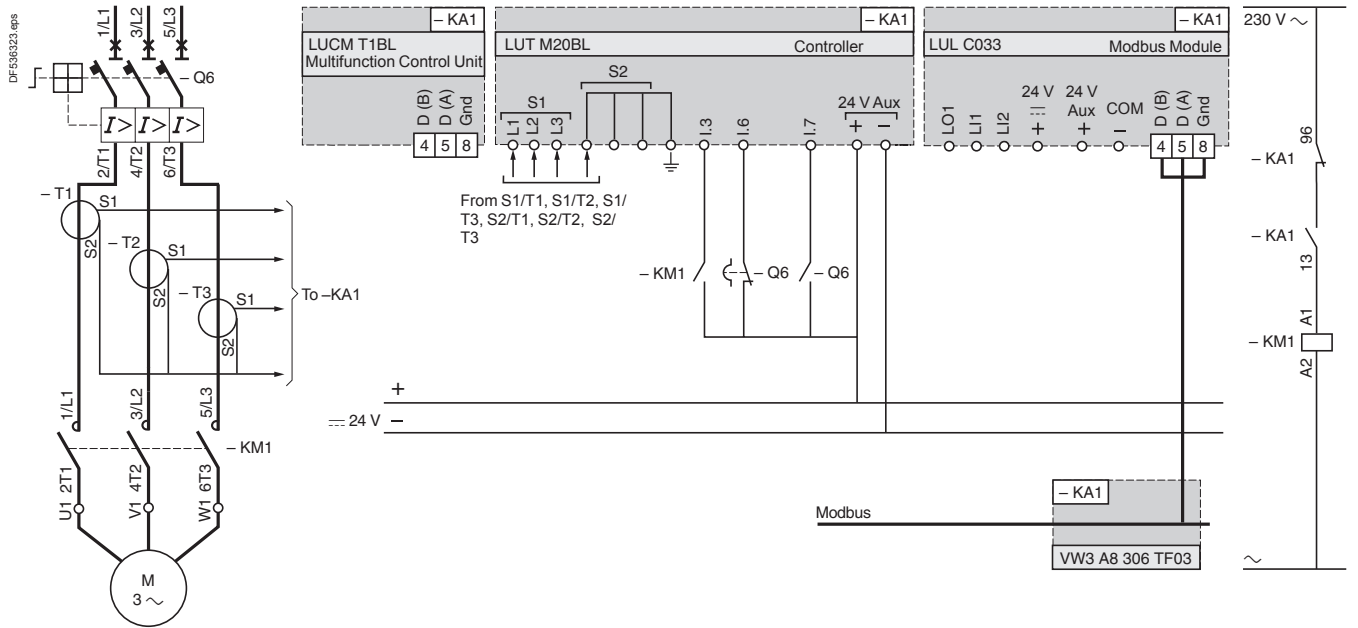 DF536323.eps
1/L1
3/L2
5/L3
– Q6
I>
I>
I>
2/T1
4/T2
6/T3
– T1
S1
S2
– T2
S1
S2
– T3
S1
S2
To –KA1
1/L1
3/L2
5/L3
– KM1
2T1
4T2
6T3
U1
V1
W1
M
3 ~
– KA1
LUCM T1BL
Multifunction Control Unit
D (B)
D (A)
Gnd
4 5 8
– KA1
LUT M20BL
Controller
S1
S2
L1
L2
L3
I.3
I.6
I.7
24 V Aux
+
–
From S1/T1, S1/T2, S1/
T3, S2/T1, S2/T2, S2/
T3
– KM1
– Q6
– Q6
+
24 V –
– KA1
LUL C033
Modbus Module
LO1
LI1
LI2
24 V
+
24 V
Aux
+
COM
–
D (B)
D (A)
Gnd
4 5 8
Modbus
– KA1
VW3 A8 306 TF03
230 V ~
96
– KA1
– KA1
13
A1
– KM1
A2
~